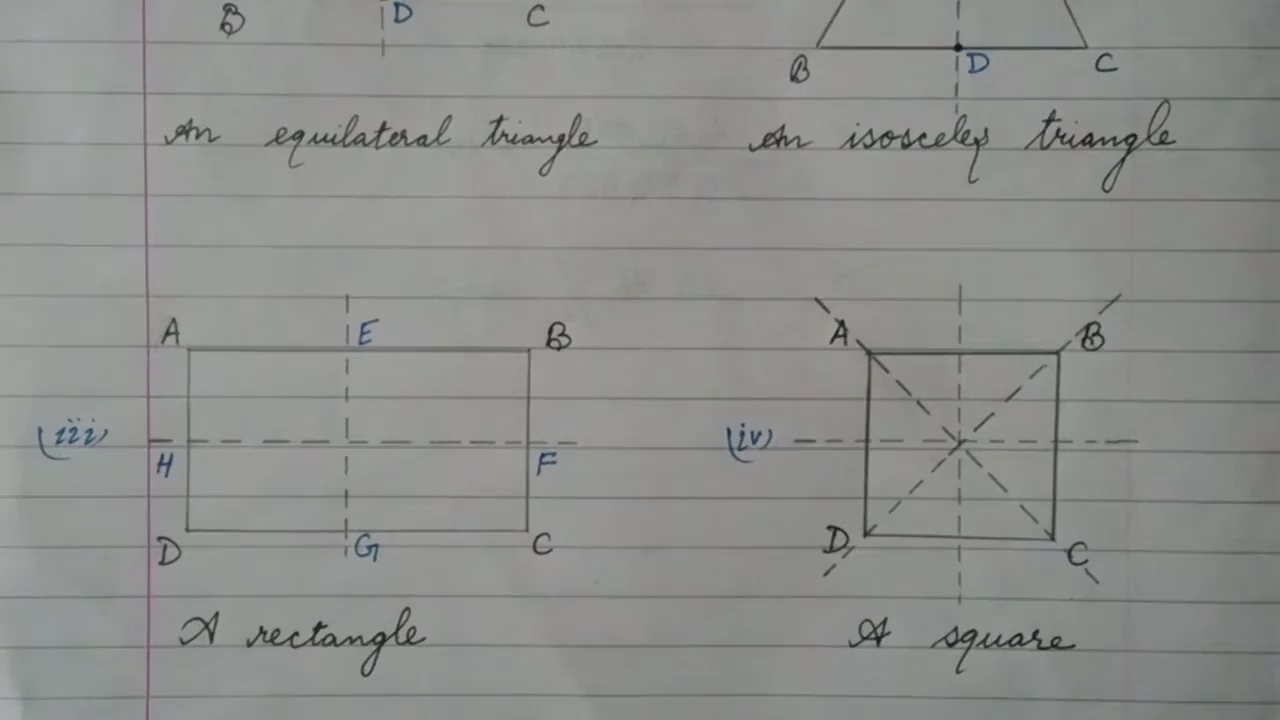 B D C
B D C
An equilateral triangle
An isosceles triangle
A E B
A B
(iii)
H F
(iv)
D G C
D C
A rectangle
A square